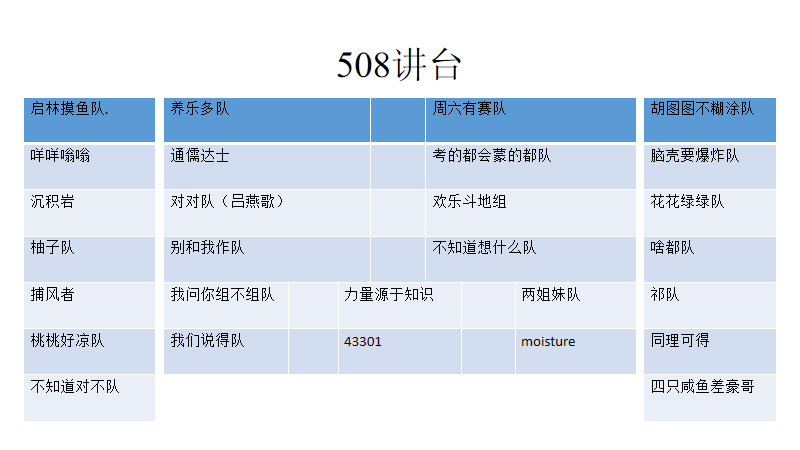 508讲台
启林摸鱼队.
养乐多队
周六有赛队
胡图图不糊涂队
咩咩嗡嗡
通儒达士
考的都会蒙的都队
脑壳要爆炸队
沉积岩
对对队（吕燕歌）
欢乐斗地组
花花绿绿队
柚子队
别和我作队
不知道想什么队
啥都队
捕风者
我问你组不组队
力量源于知识
两姐妹队
祁队
桃桃好凉队
我们说得队
43301
moisture
同理可得
不知道对不队
四只咸鱼差豪哥